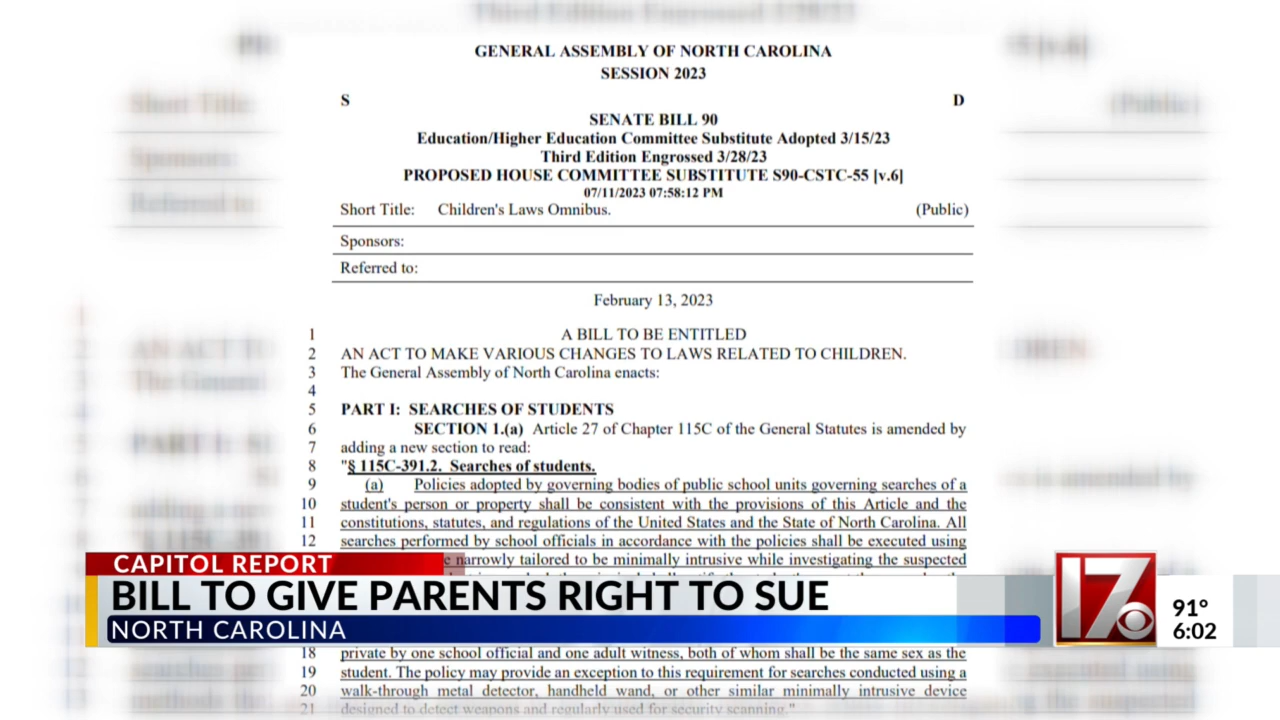 GENERAL ASSEMBLY OF NORTH CAROLINA
SESSION 2023
S D
SENATE BILL 90
Education/Higher Education Committee Substitute Adopted 3/15/23
Third Edition Engrossed 3/28/23
PROPOSED HOUSE COMMITTEE SUBSTITUTE S90-CSTC-55 [v.6]
07/11/2023 07:58:12 PM
Short Title: Children's Laws Omnibus. (Public)
Sponsors:
Referred to:
February 13, 2023
1 A BILL TO BE ENTITLED
2 AN ACT TO MAKE VARIOUS CHANGES TO LAWS RELATED TO CHILDREN.
3 The General Assembly of North Carolina enacts:
4
5 PART I: SEARCHES OF STUDENTS
6 SECTION 1.(a) Article 27 of Chapter 115C of the General Statutes is amended by
7 adding a new section to read:
8 "§ 115C-391.2. Searches of students.
9 (a) Policies adopted by governing bodies of public school units governing searches of a
10 student's person or property shall be consistent with the provisions of this Article and the
11 constitutions, statutes, and regulations of the United States and the State of North Carolina. All
12 searches performed by school officials in accordance with the policies shall be executed using
narrowly tailored to be minimally intrusive while investigating the suspected
CAPITOL REPORT
BILL TO GIVE PARENTS RIGHT TO SUE
NORTH CAROLINA
17
91°
6:02
18 private by one school official and one adult witness, both of whom shall be the same sex as the
19 student. The policy may provide an exception to this requirement for searches conducted using a
20 walk-through metal detector, handheld wand, or other similar minimally intrusive device
21 designed to detect weapons and regularly used for security scanning."